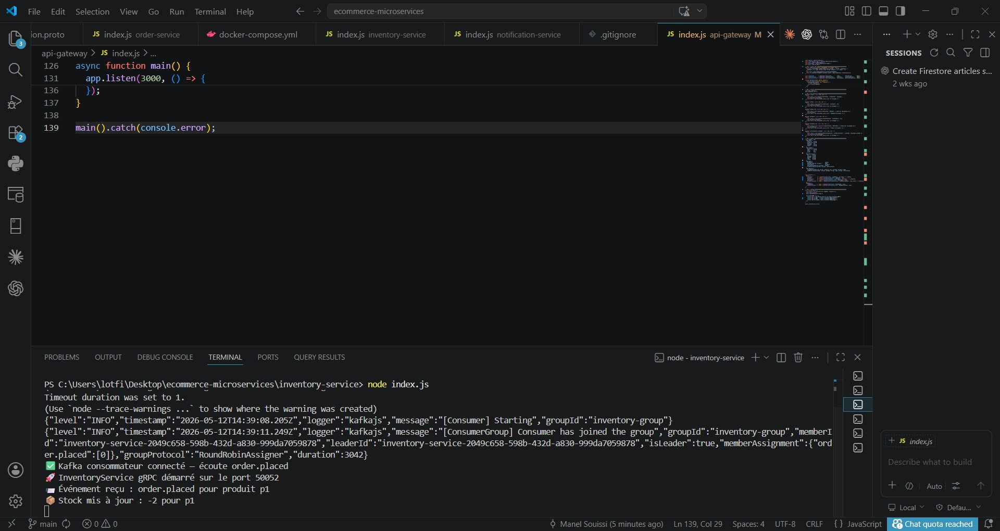 File Edit Selection View Go Run Terminal Help
ecommerce-microservices
3
ion.proto
JS index.js order-service
docker-compose.yml
JS index.js inventory-service
JS index.js notification-service
.gitignore
JS index.js api-gateway M
api-gateway > JS index.js > ...
126 async function main() {
131 app.listen(3000, () => {
136 });
137 }
138
139 main().catch(console.error);
2
SESSIONS
Create Firestore articles s...
2 wks ago
PROBLEMS OUTPUT DEBUG CONSOLE TERMINAL PORTS QUERY RESULTS
node - inventory-service
PS C:\Users\lotfi\Desktop\ecommerce-microservices\inventory-service> node index.js
Timeout duration was set to 1.
(Use `node --trace-warnings ...` to show where the warning was created)
{"level":"INFO","timestamp":"2026-05-12T14:39:08.205Z","logger":"kafkajs","message":"[Consumer] Starting","groupId":"inventory-group"}
{"level":"INFO","timestamp":"2026-05-12T14:39:11.249Z","logger":"kafkajs","message":"[ConsumerGroup] Consumer has joined the group","groupId":"inventory-group","memberI
d":"inventory-service-2049c658-598b-432d-a830-999da7059878","leaderId":"inventory-service-2049c658-598b-432d-a830-999da7059878","isLeader":true,"memberAssignment":{"ord
er.placed":[0]},"groupProtocol":"RoundRobinAssigner","duration":3042}
✅ Kafka consommateur connecté — écoute order.placed
🚀 InventoryService gRPC démarré sur le port 50052
📨 Événement reçu : order.placed pour produit p1
📦 Stock mis à jour : -2 pour p1
JS index.js
Describe what to build
Auto
Local
Defau...
main
0 0
Manel Souissi (5 minutes ago)
Ln 139, Col 29
Spaces: 4
UTF-8
CRLF
{ } JavaScript
Chat quota reached